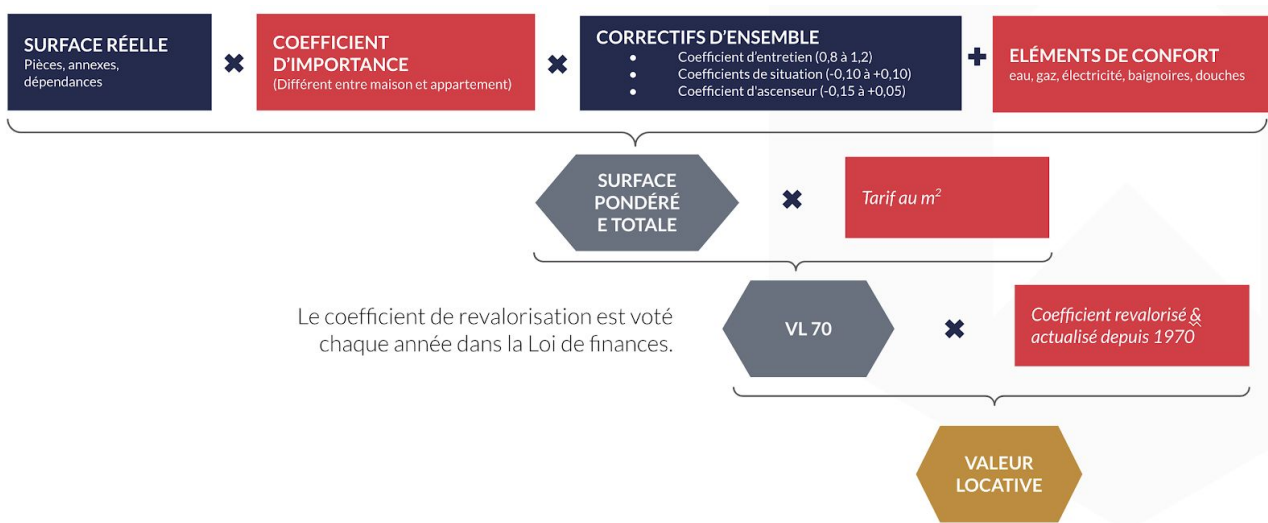 SURFACE RÉELLE
Pièces, annexes,
dépendances
COEFFICIENT
D'IMPORTANCE
(Différent entre maison et appartement)
CORRECTIFS D'ENSEMBLE
● Coefficient d'entretien (0,8 à 1,2)
● Coefficients de situation (-0,10 à +0,10)
● Coefficient d'ascenseur (-0,15 à +0,05)
ELÉMENTS DE CONFORT
eau, gaz, électricité, baignoires, douches
SURFACE
PONDÉRÉ
E TOTALE
Tarif au m²
Le coefficient de revalorisation est voté
chaque année dans la Loi de finances.
VL 70
Coefficient revalorisé &
actualisé depuis 1970
VALEUR
LOCATIVE